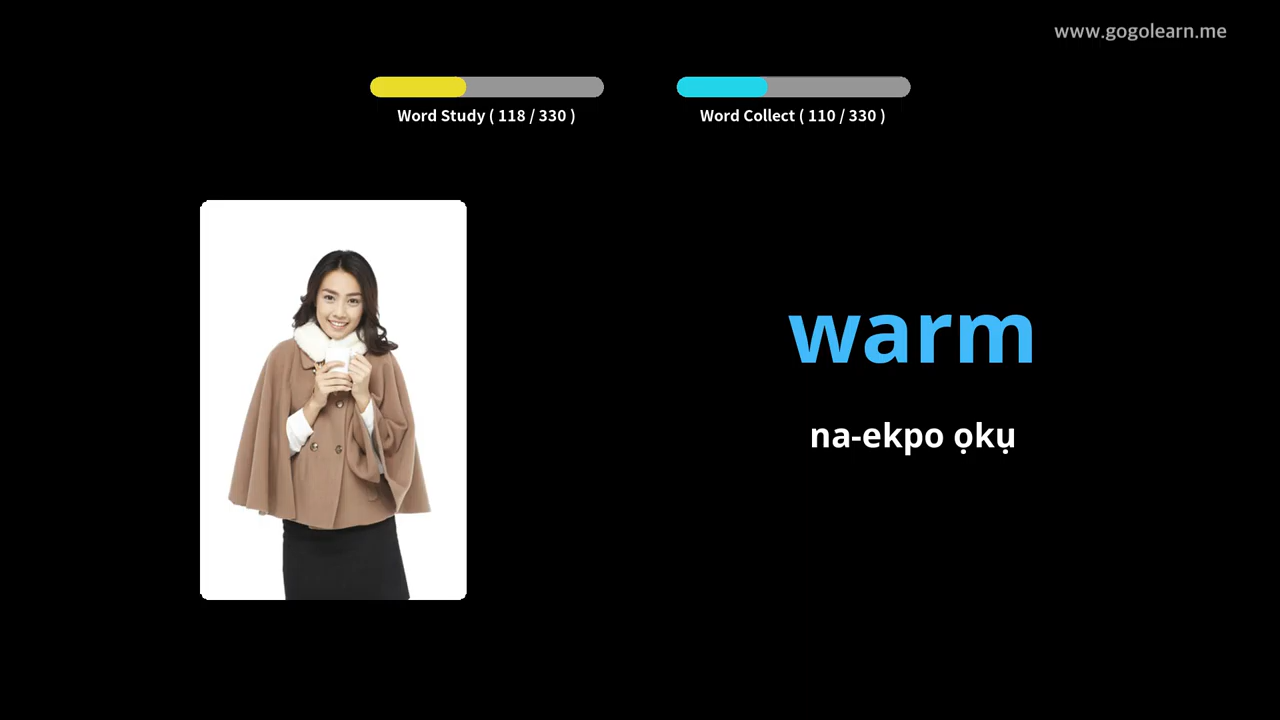 www.gogolearn.me
Word Study ( 118 / 330 )
Word Collect ( 110 / 330 )
warm
na-ekpo ọkụ